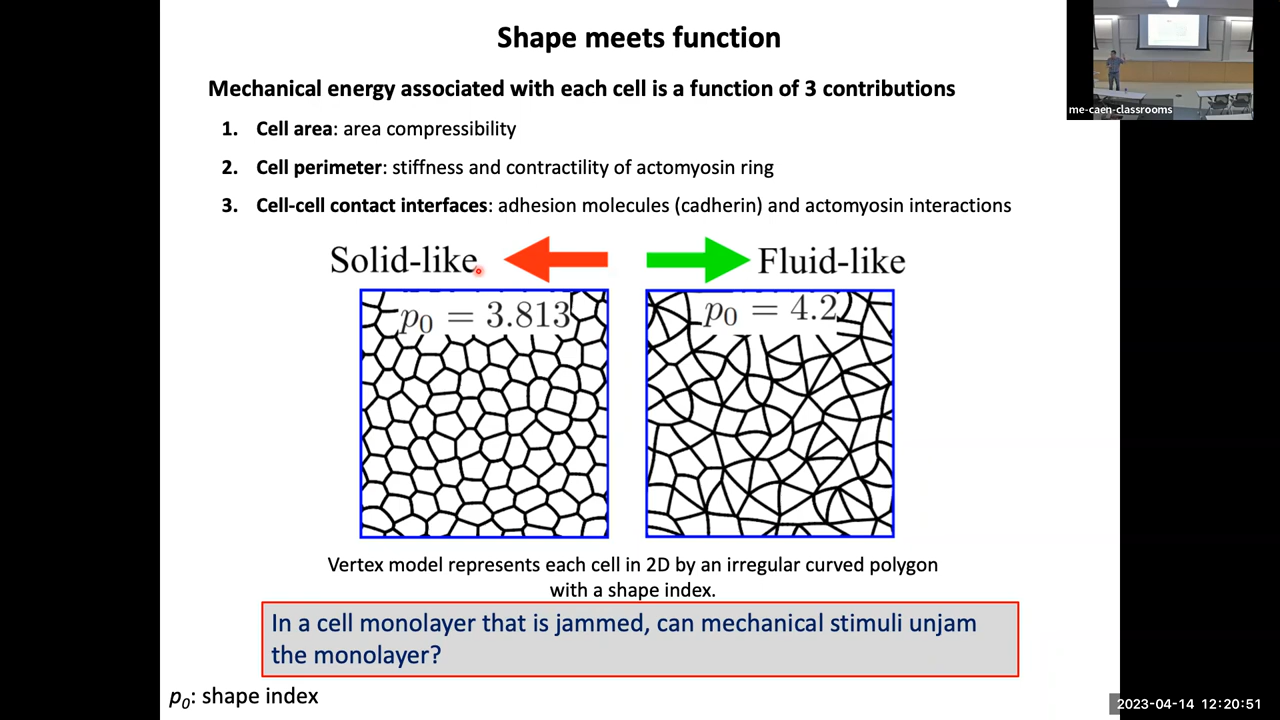 Shape meets function
me-caen-classrooms
Mechanical energy associated with each cell is a function of 3 contributions
1. Cell area: area compressibility
2. Cell perimeter: stiffness and contractility of actomyosin ring
3. Cell-cell contact interfaces: adhesion molecules (cadherin) and actomyosin interactions
Solid-like
Fluid-like
p₀ = 3.813
p₀ = 4.2
Vertex model represents each cell in 2D by an irregular curved polygon
with a shape index.
In a cell monolayer that is jammed, can mechanical stimuli unjam
the monolayer?
p₀: shape index
2023-04-14 12:20:51